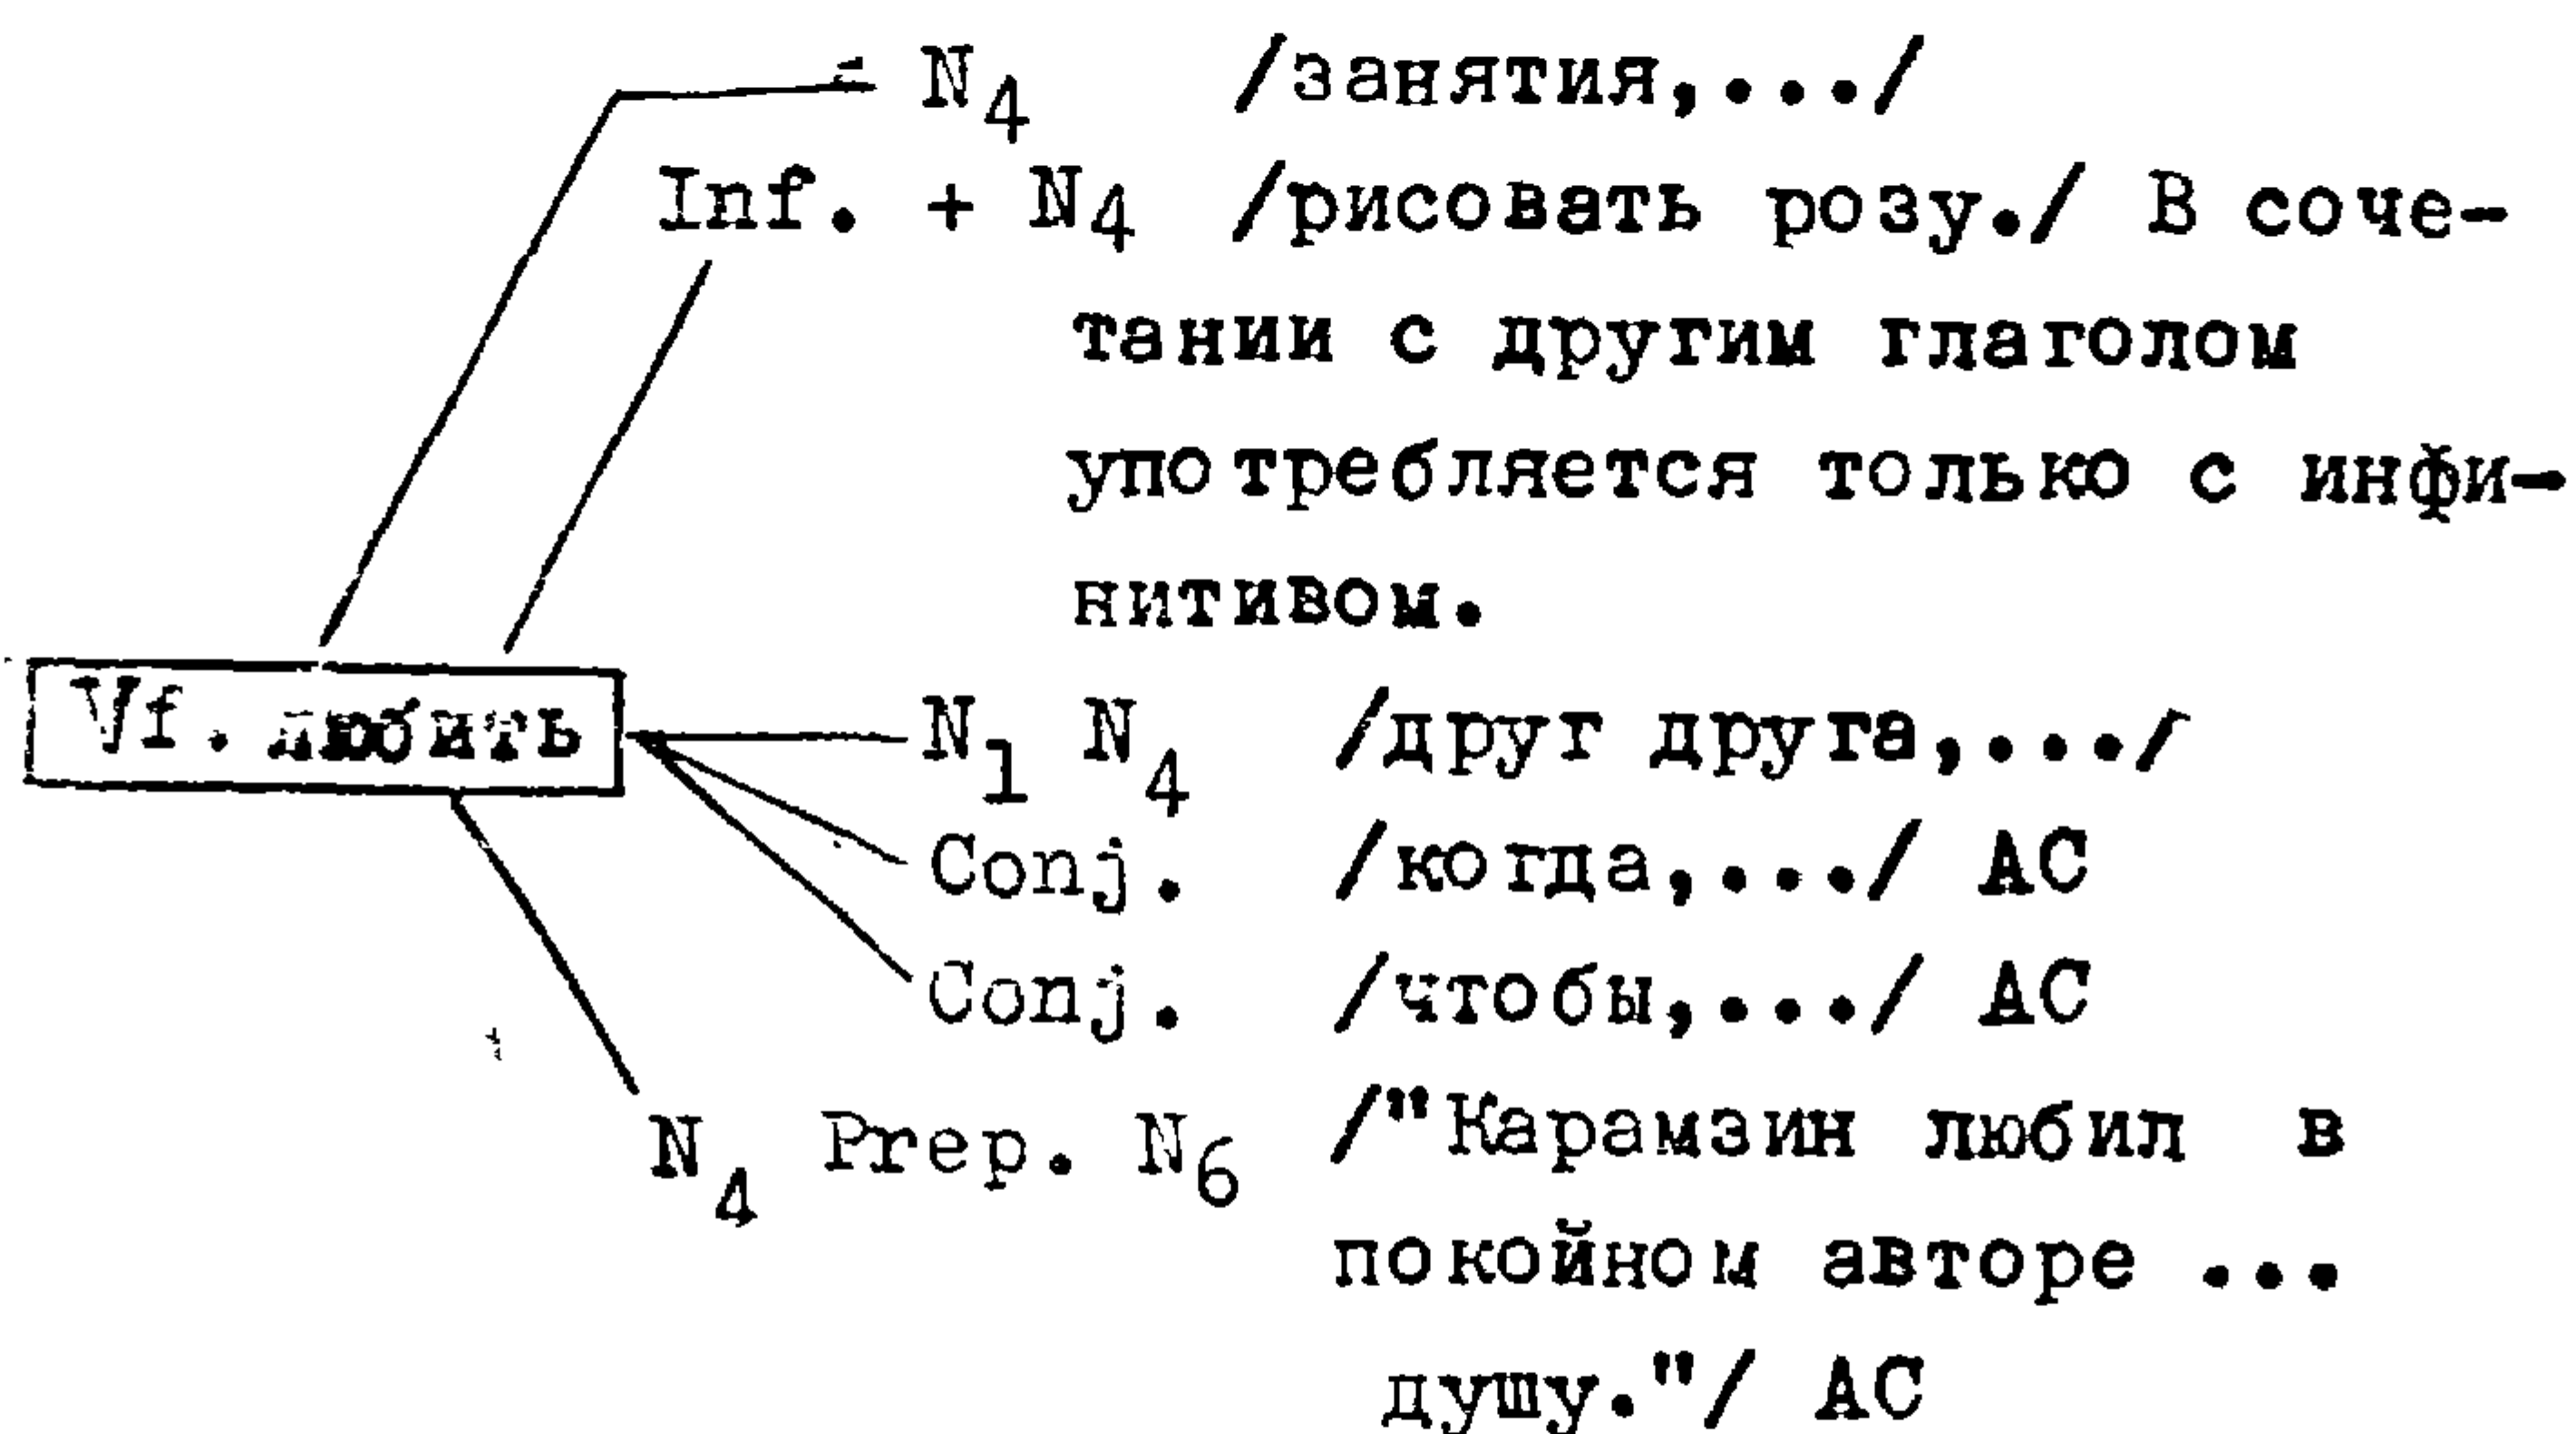 N₄ /занятия,.../
Inf. + N₄ /рисовать розу./ В соче-
тании с другим глаголом
употребляется только с инфи-
нитивом.
Vf. любить N₁ N₄ /друг друга,.../
Conj. /когда,.../ АС
Conj. /чтобы,.../ АС
N₄ Prep. N₆ /"Карамзин любил в
покойном авторе ...
душу."/ АС